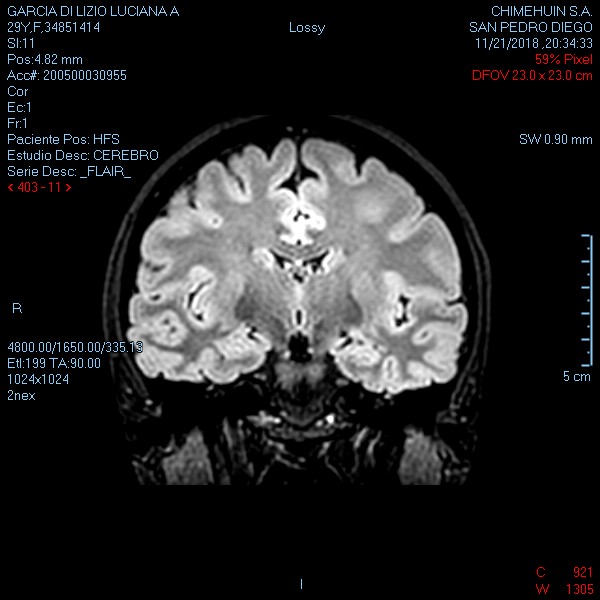 GARCIA DI LIZIO LUCIANA A
29Y,F,34851414
Sl:11
Pos:4.82 mm
Acc#: 200500030955
Cor
Ec:1
Fr:1
Paciente Pos: HFS
Estudio Desc: CEREBRO
Serie Desc: _FLAIR_
< 403 - 11 >
Lossy
CHIMEHUIN S.A.
SAN PEDRO DIEGO
11/21/2018 ,20:34:33
59% Pixel
DFOV 23.0 x 23.0 cm
SW 0.90 mm
R
4800.00/1650.00/335.13
Etl:199 TA:90.00
1024x1024
2nex
5 cm
I
C 921
W 1305